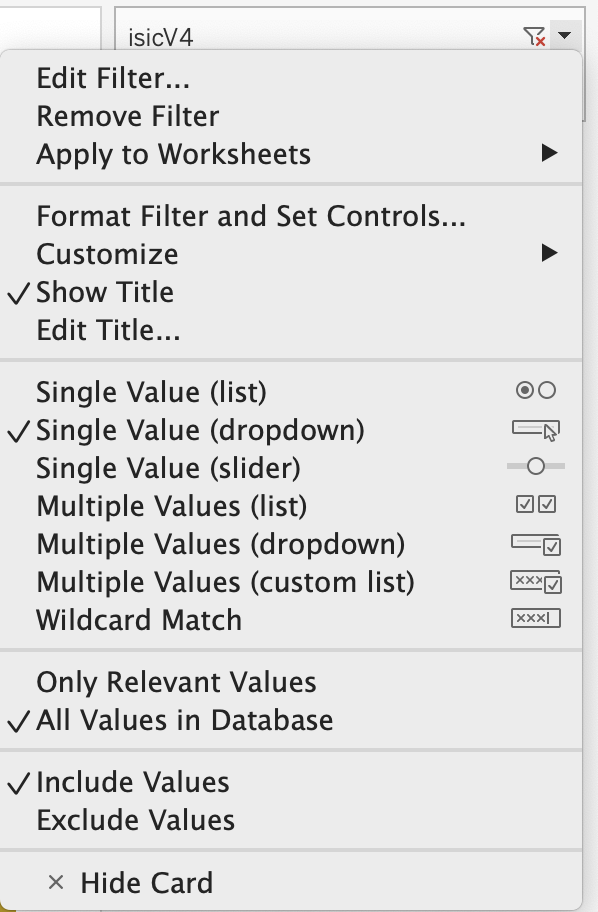 isicV4
Edit Filter...
Remove Filter
Apply to Worksheets
Format Filter and Set Controls...
Customize
Show Title
Edit Title...
Single Value (list)
Single Value (dropdown)
Single Value (slider)
Multiple Values (list)
Multiple Values (dropdown)
Multiple Values (custom list)
Wildcard Match
Only Relevant Values
All Values in Database
Include Values
Exclude Values
Hide Card